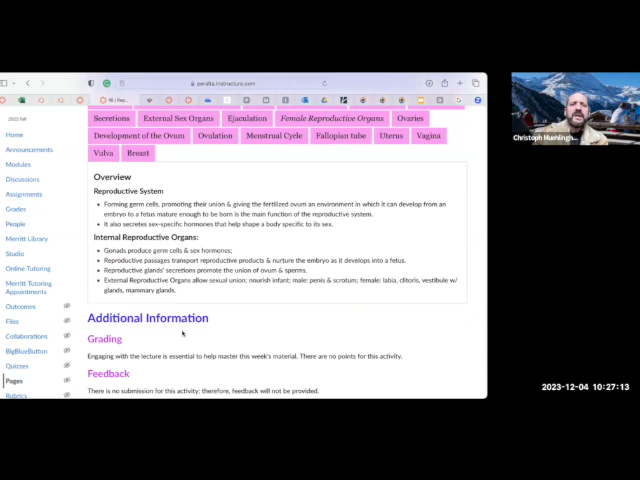 peralta.instructure.com
Secretions External Sex Organs Ejaculation Female Reproductive Organs Ovaries
Development of the Ovum Ovulation Menstrual Cycle Fallopian tube Uterus Vagina
Vulva Breast
2023 Fall
Home
Announcements
Modules
Discussions
Assignments
Grades
People
Merritt Library
Studio
Online Tutoring
Merritt Tutoring
Appointments
Outcomes
Files
Collaborations
BigBlueButton
Quizzes
Pages
Rubrics
Overview
Reproductive System
• Forming germ cells, promoting their union & giving the fertilized ovum an environment in which it can develop from an
embryo to a fetus mature enough to be born is the main function of the reproductive system.
• It also secretes sex-specific hormones that help shape a body specific to its sex.
Internal Reproductive Organs:
• Gonads produce germ cells & sex hormones;
• Reproductive passages transport reproductive products & nurture the embryo as it develops into a fetus.
• Reproductive glands' secretions promote the union of ovum & sperms.
• External Reproductive Organs allow sexual union; nourish infant; male: penis & scrotum; female: labia, clitoris, vestibule w/
glands, mammary glands.
Additional Information
Grading
Engaging with the lecture is essential to help master this week's material. There are no points for this activity.
Feedback
There is no submission for this activity; therefore, feedback will not be provided.
Christoph Muehlingh...
2023-12-04 10:27:13